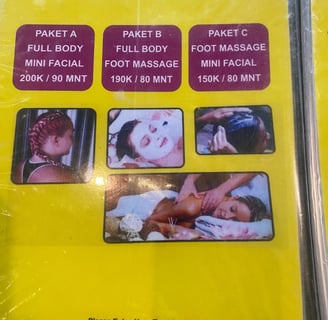 PAKET A
FULL BODY
MINI FACIAL
200K / 90 MNT
PAKET B
FULL BODY
FOOT MASSAGE
190K / 80 MNT
PAKET C
FOOT MASSAGE
MINI FACIAL
150K / 80 MNT